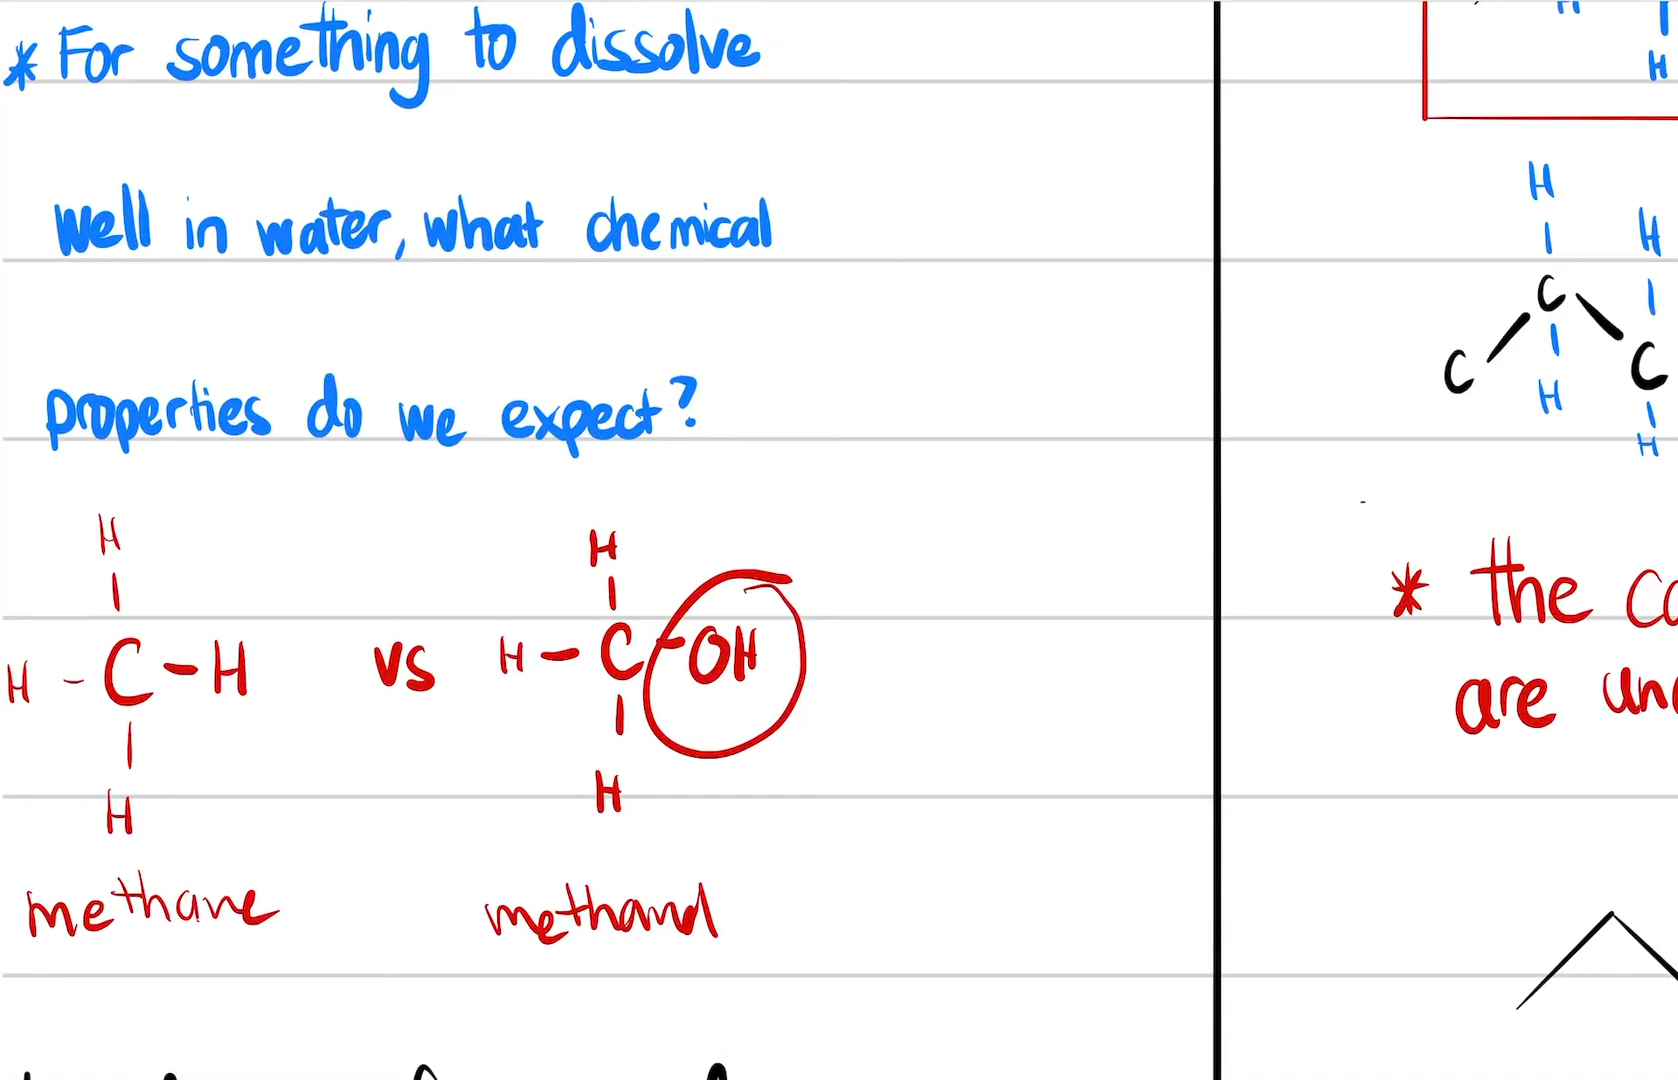 * For something to dissolve
well in water, what chemical
properties do we expect?
H
H - C - H vs H - C - OH
H
H
H
methane methanol
H
H
H
C
H
C
C
H
H
* the
are